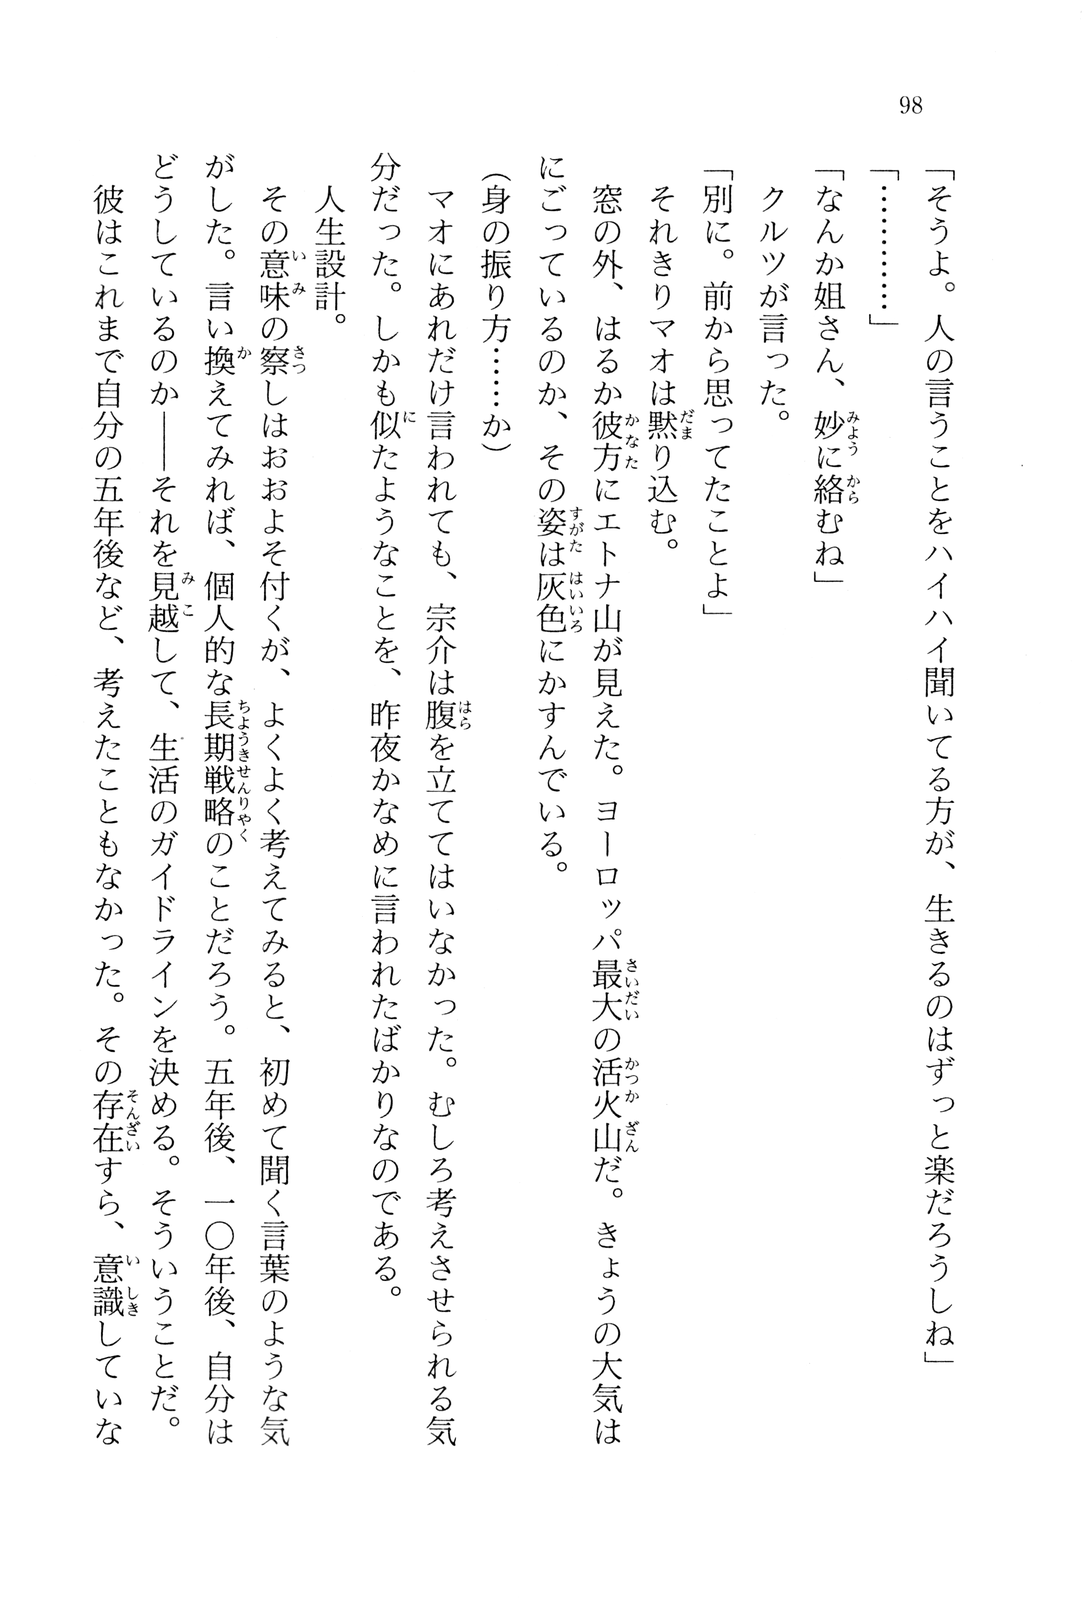 98
「そうよ。人の言うことをハイハイ聞いてる方が、生きるのはずっと楽だろうしね」
「…………」
「なんか姐さん、妙に絡むね」
クルツが言った。
「別に。前から思ってたことよ」
それきりマオは黙り込む。
窓の外、はるか彼方にエトナ山が見えた。ヨーロッパ最大の活火山だ。きょうの大気は
にごっているのか、その姿は灰色にかすんでいる。
（身の振り方……か）
マオにあれだけ言われても、宗介は腹を立ててはいなかった。むしろ考えさせられる気
分だった。しかも似たようなことを、昨夜かなめに言われたばかりなのである。
人生設計。
その意味の察しはおおよそ付くが、よくよく考えてみると、初めて聞く言葉のような気
がした。言い換えてみれば、個人的な長期戦略のことだろう。五年後、一〇年後、自分は
どうしているのか――それを見越して、生活のガイドラインを決める。そういうことだ。
彼はこれまで自分の五年後など、考えたこともなかった。その存在すら、意識していな